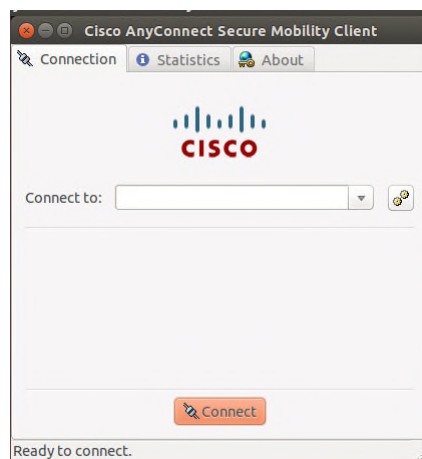 Cisco AnyConnect Secure Mobility Client
Connection Statistics About
CISCO
Connect to:
Connect
Ready to connect.